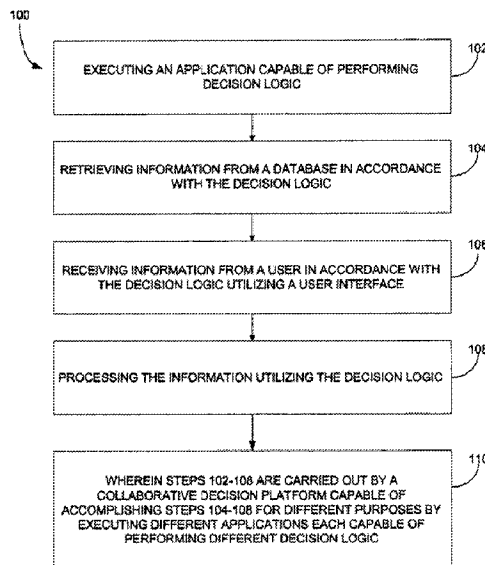 100
102
EXECUTING AN APPLICATION CAPABLE OF PERFORMING
DECISION LOGIC
104
RETRIEVING INFORMATION FROM A DATABASE IN ACCORDANCE
WITH THE DECISION LOGIC
106
RECEIVING INFORMATION FROM A USER IN ACCORDANCE WITH
THE DECISION LOGIC UTILIZING A USER INTERFACE
108
PROCESSING THE INFORMATION UTILIZING THE DECISION LOGIC
110
WHEREIN STEPS 102-108 ARE CARRIED OUT BY A
COLLABORATIVE DECISION PLATFORM CAPABLE OF
ACCOMPLISHING STEPS 104-108 FOR DIFFERENT PURPOSES BY
EXECUTING DIFFERENT APPLICATIONS EACH CAPABLE OF
PERFORMING DIFFERENT DECISION LOGIC